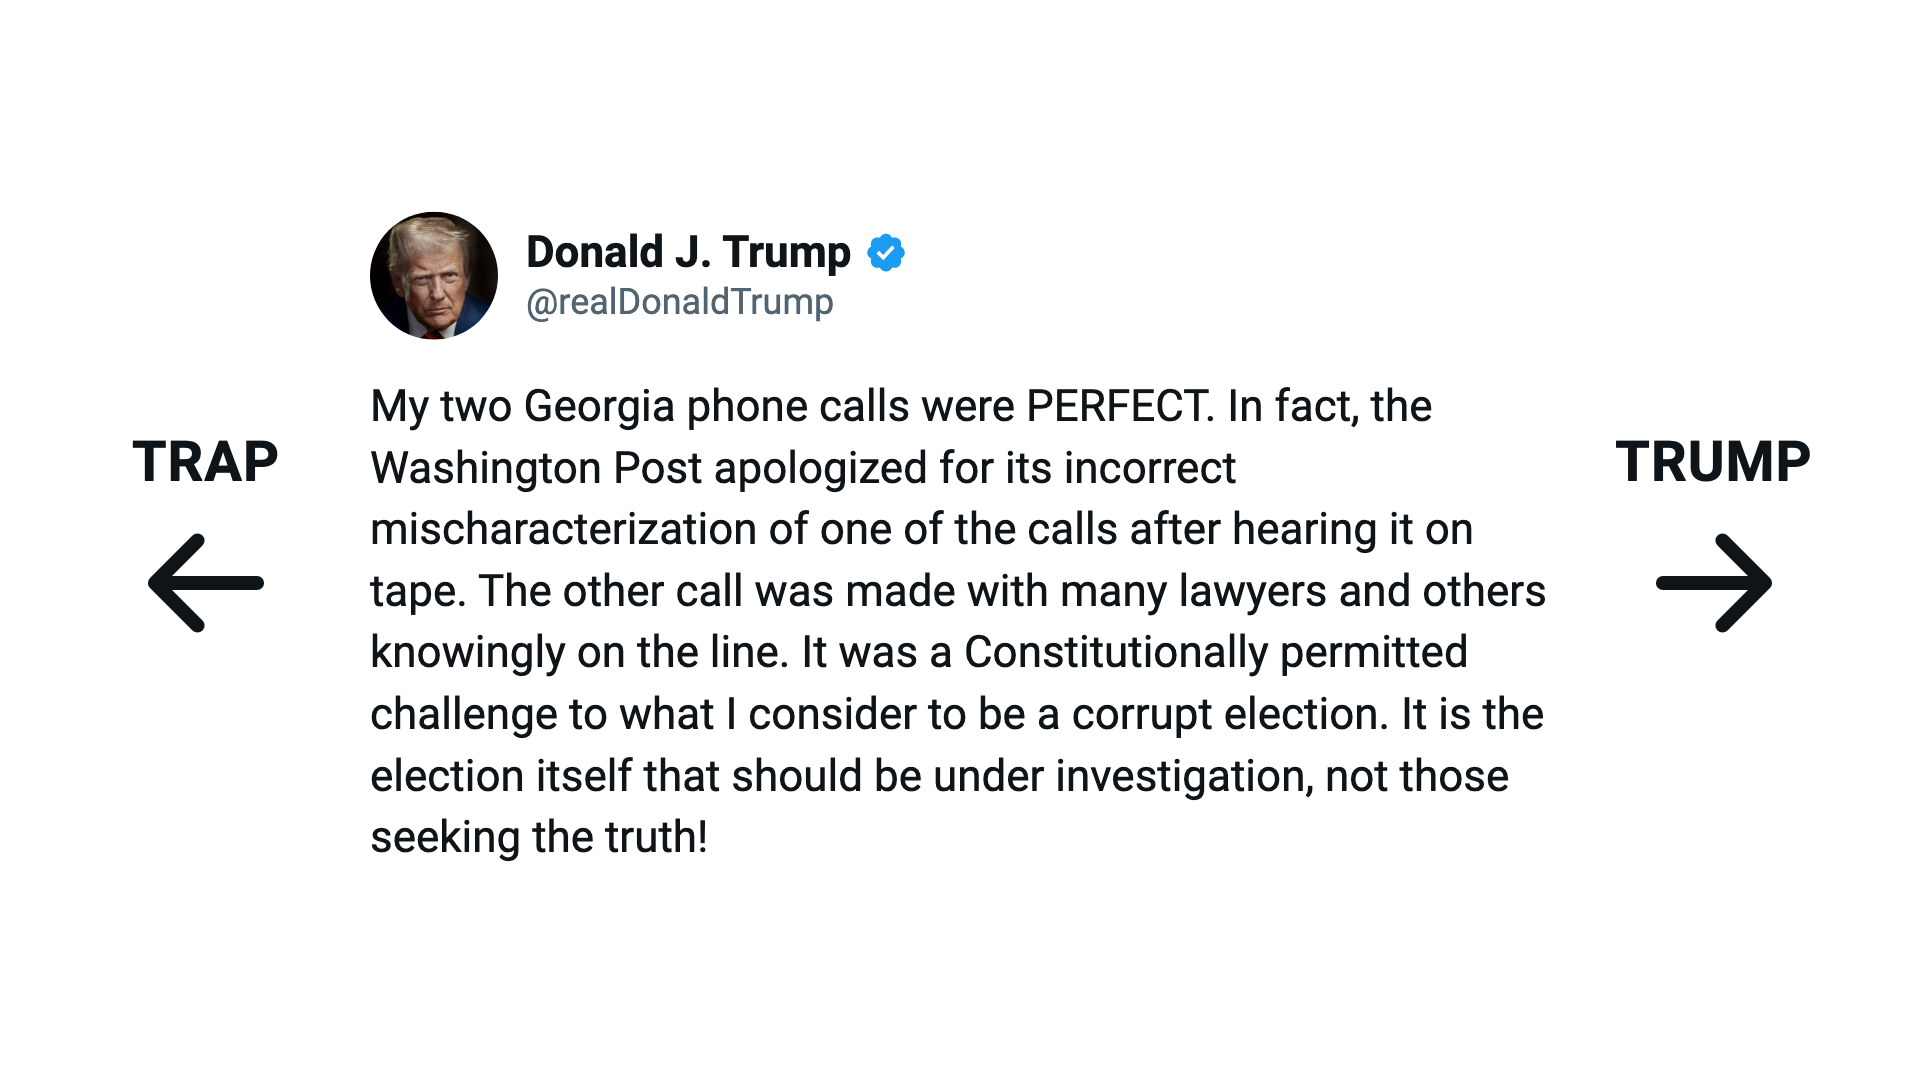 Donald J. Trump
@realDonaldTrump
My two Georgia phone calls were PERFECT. In fact, the
Washington Post apologized for its incorrect
mischaracterization of one of the calls after hearing it on
tape. The other call was made with many lawyers and others
knowingly on the line. It was a Constitutionally permitted
challenge to what I consider to be a corrupt election. It is the
election itself that should be under investigation, not those
seeking the truth!
TRAP
TRUMP